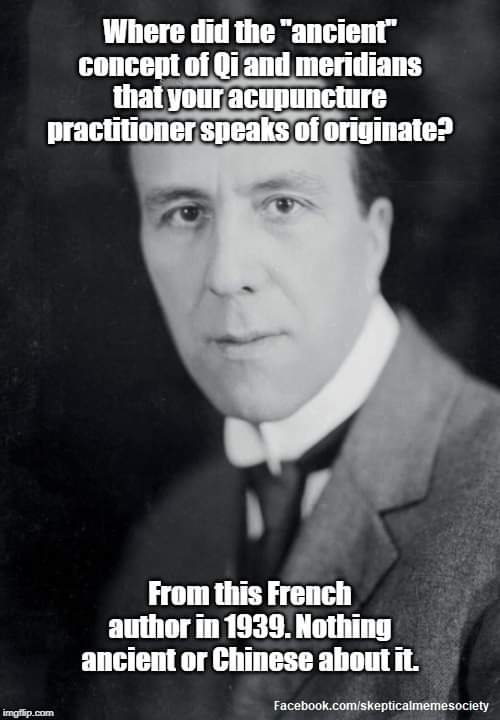 Where did the "ancient"
concept of Qi and meridians
that your acupuncture
practitioner speaks of originate?
From this French
author in 1939. Nothing
ancient or Chinese about it.
Facebook.com/skepticalmemesociety
imgflip.com